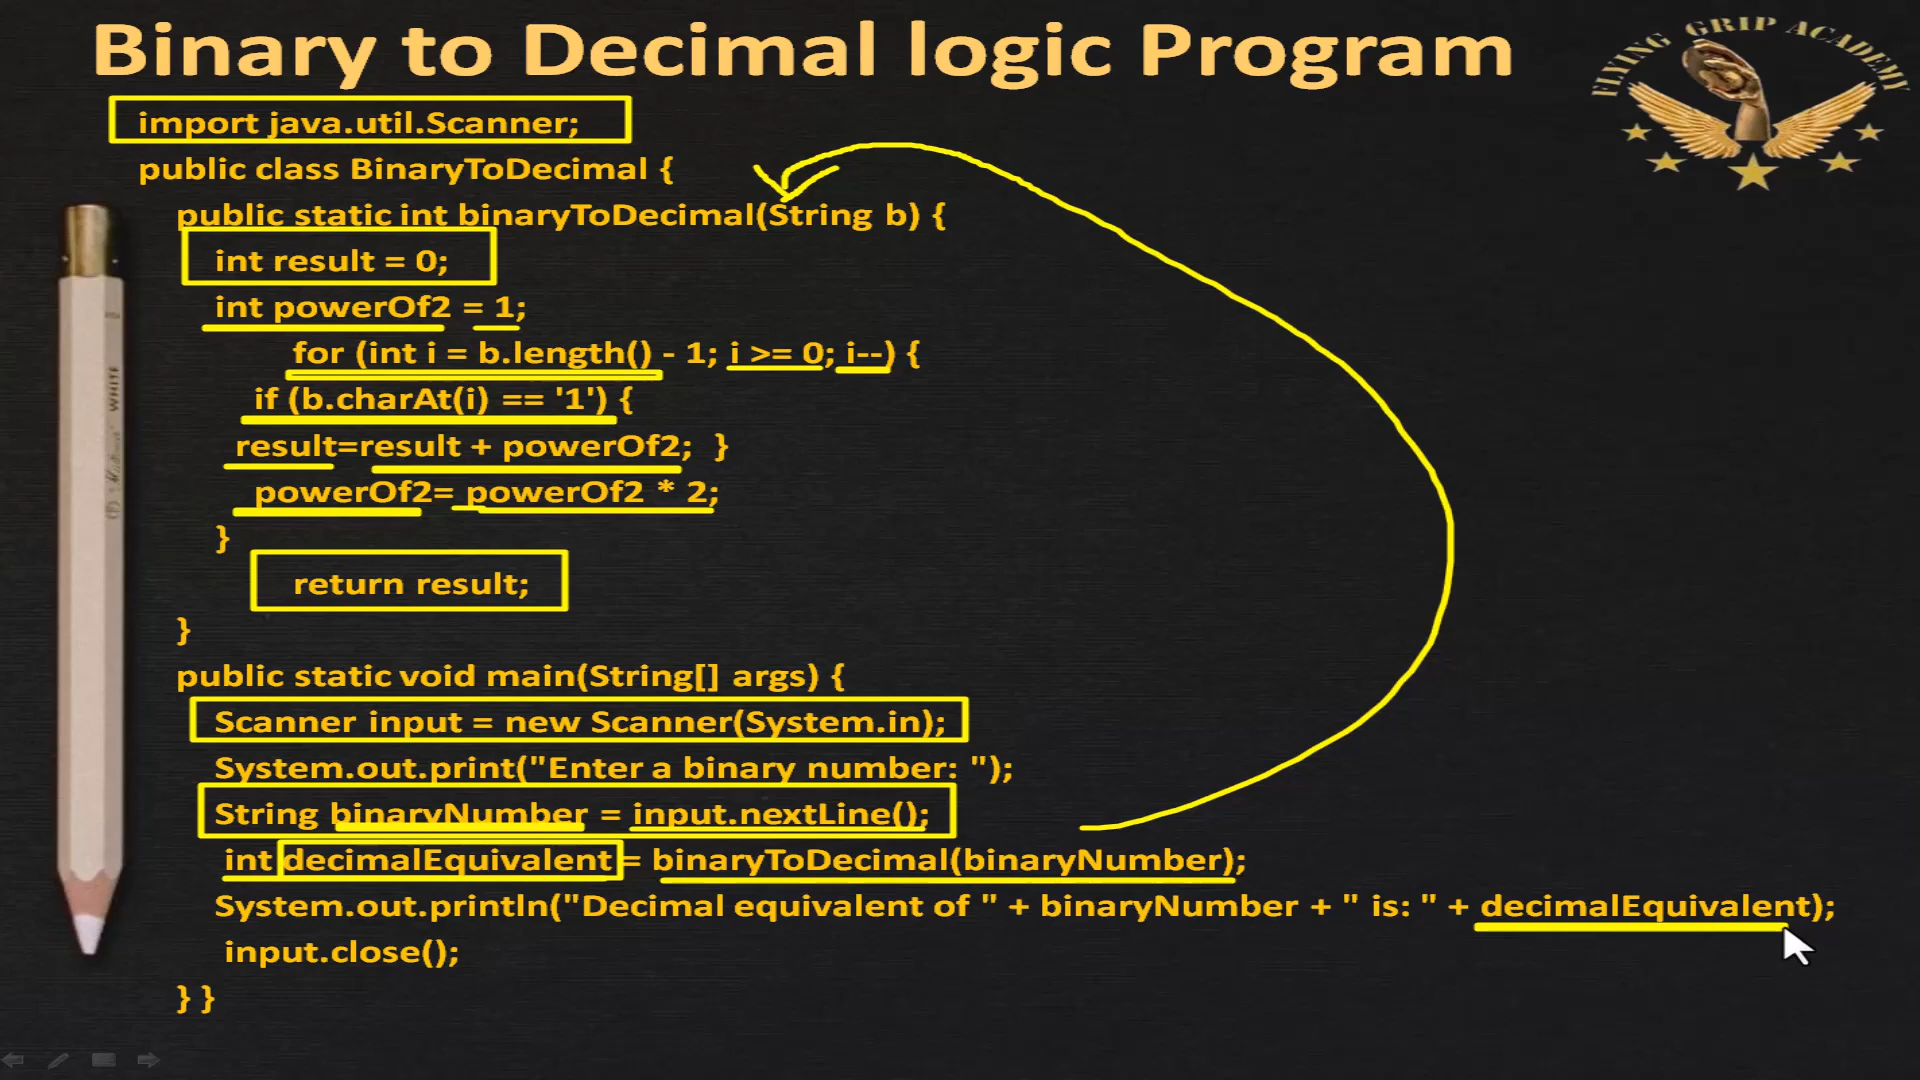 Binary to Decimal logic Program
FLYING GRIP ACADEMY
import java.util.Scanner;
public class BinaryToDecimal {
public static int binaryToDecimal(String b) {
int result = 0;
int powerOf2 = 1;
for (int i = b.length() - 1; i >= 0; i--) {
if (b.charAt(i) == '1') {
result=result + powerOf2; }
powerOf2= powerOf2 * 2;
}
return result;
}
public static void main(String[] args) {
Scanner input = new Scanner(System.in);
System.out.print("Enter a binary number: ");
String binaryNumber = input.nextLine();
int decimalEquivalent = binaryToDecimal(binaryNumber);
System.out.println("Decimal equivalent of " + binaryNumber + " is: " + decimalEquivalent);
input.close();
} }
WHITE